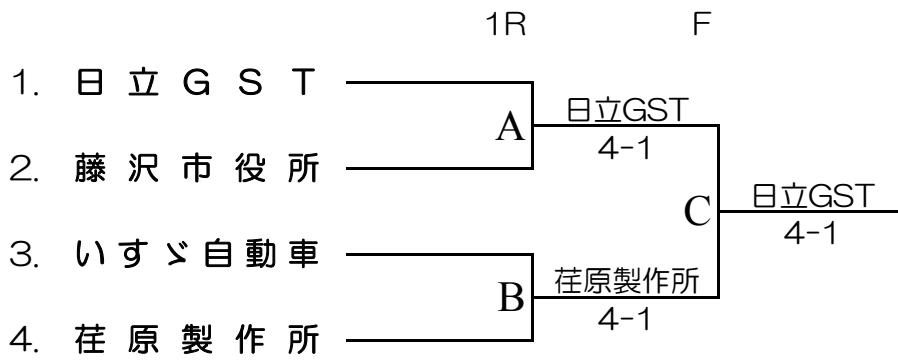 1R F
1. 日立GST
A 日立GST
4-1
2. 藤沢市役所
C 日立GST
4-1
3. いすゞ自動車
B 荏原製作所
4-1
4. 荏原製作所